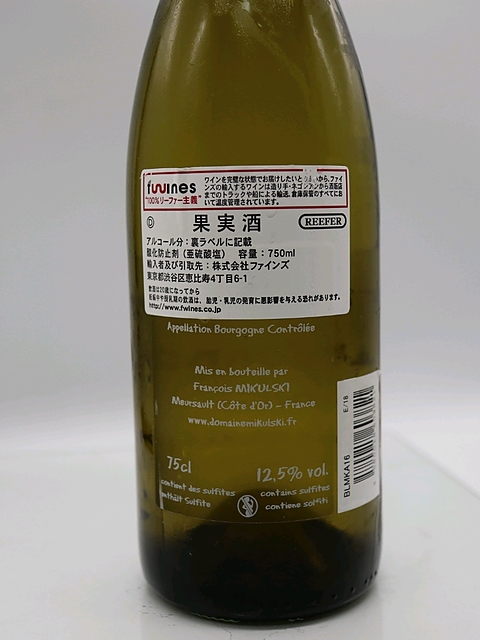 fwines
"100%リーファー主義"
ワインを完璧な状態でお届けしたいとの思いから、ファイ
ンズの輸入するワインは造り手・ネゴシアンから酒販店
までのトラックや船による輸送、倉庫保管のすべてにお
いて温度管理されています。
Ⓓ 果実酒 REEFER
アルコール分：裏ラベルに記載
酸化防止剤（亜硫酸塩） 容量：750ml
輸入者及び引取先：株式会社ファインズ
東京都渋谷区恵比寿4丁目6-1
飲酒は20歳になってから
妊娠中や授乳期の飲酒は、胎児・乳児の発育に悪影響を与える恐れがあります。
http://www.fwines.co.jp
Appellation Bourgogne Contrôlée
Mis en bouteille par
François MIKULSKI
Meursault (Côte d'Or) – France
www.domainemikulski.fr
75cl 12,5% vol.
contient des sulfites contains sulfites
enthält Sulfite contiene solfiti
E/18
BLMKA16